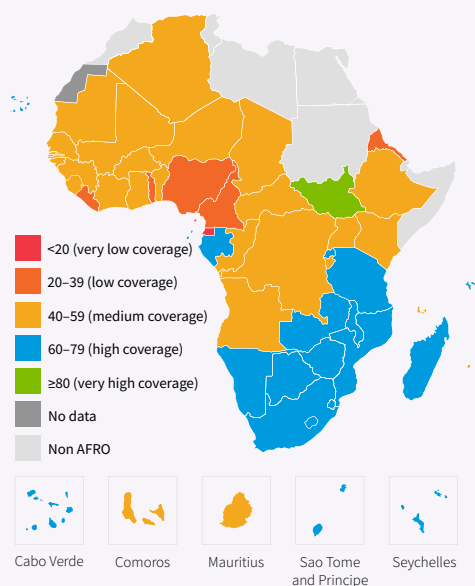 <20 (very low coverage)
20–39 (low coverage)
40–59 (medium coverage)
60–79 (high coverage)
≥80 (very high coverage)
No data
Non AFRO
Cabo Verde
Comoros
Mauritius
Sao Tome
and Principe
Seychelles